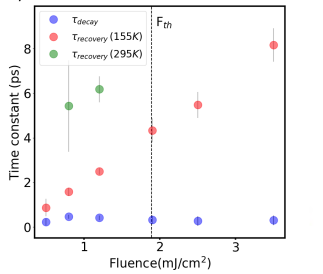 τdecay
τrecovery (155K)
τrecovery (295K)
Fth
8
6
4
2
0
Time constant (ps)
1
2
3
Fluence(mJ/cm²)